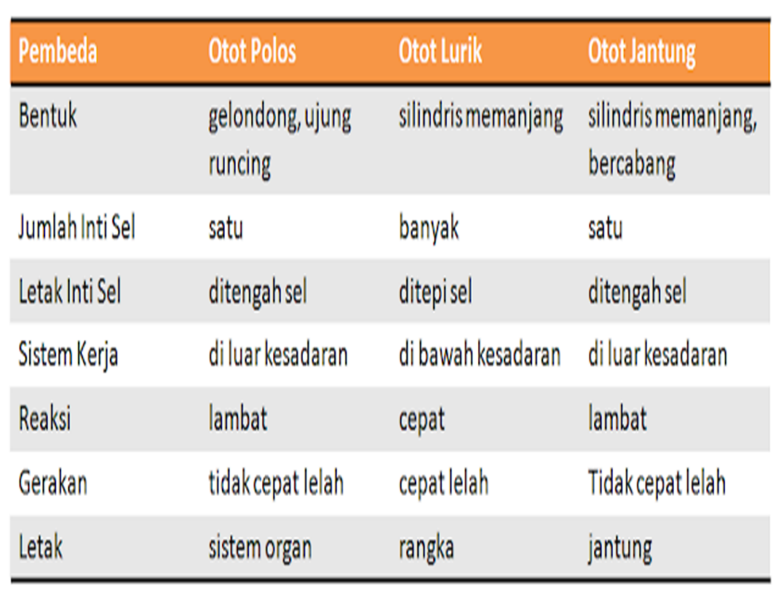 Pembeda Otot Polos Otot Lurik Otot Jantung
Bentuk gelondong, ujung silindris memanjang silindris memanjang,
runcing bercabang
Jumlah Inti Sel satu banyak satu
Letak Inti Sel ditengah sel ditepi sel ditengah sel
Sistem Kerja di luar kesadaran di bawah kesadaran di luar kesadaran
Reaksi lambat cepat lambat
Gerakan tidak cepat lelah cepat lelah Tidak cepat lelah
Letak sistem organ rangka jantung